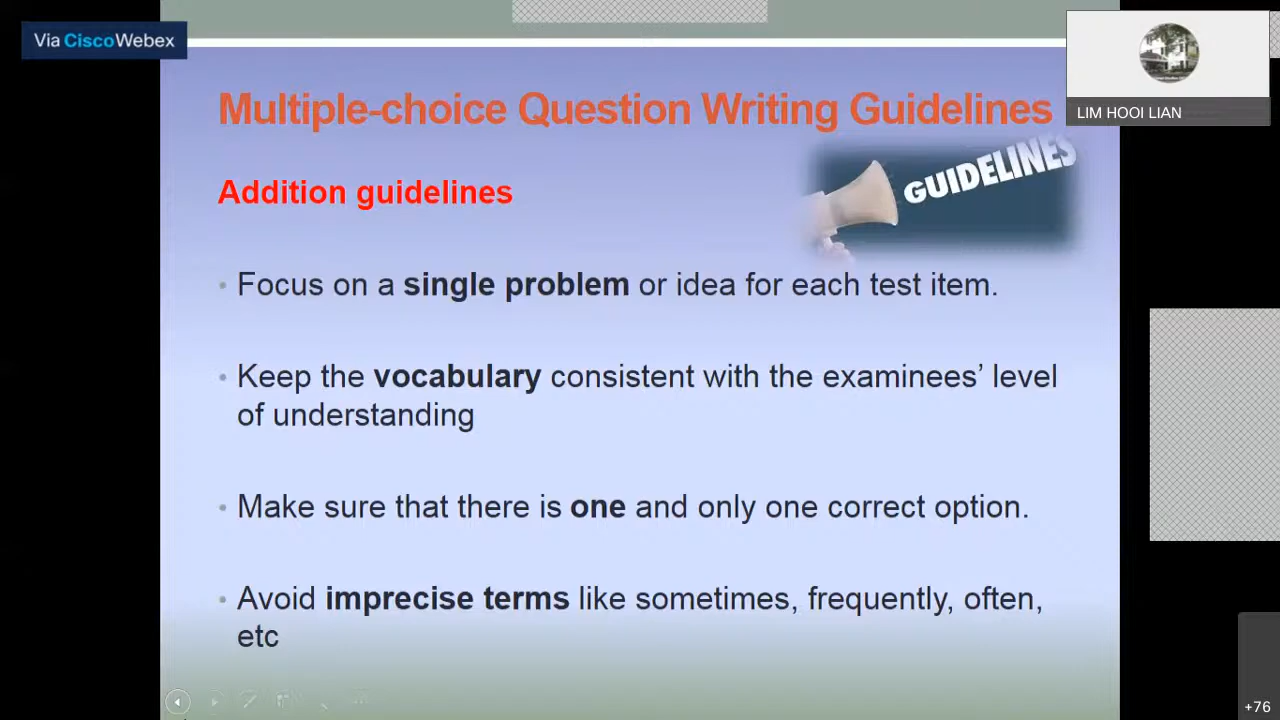 Via Cisco Webex
LIM HOOI LIAN
Multiple-choice Question Writing Guidelines
GUIDELINES
Addition guidelines
Focus on a single problem or idea for each test item.
Keep the vocabulary consistent with the examinees’ level
of understanding
Make sure that there is one and only one correct option.
Avoid imprecise terms like sometimes, frequently, often,
etc
+76